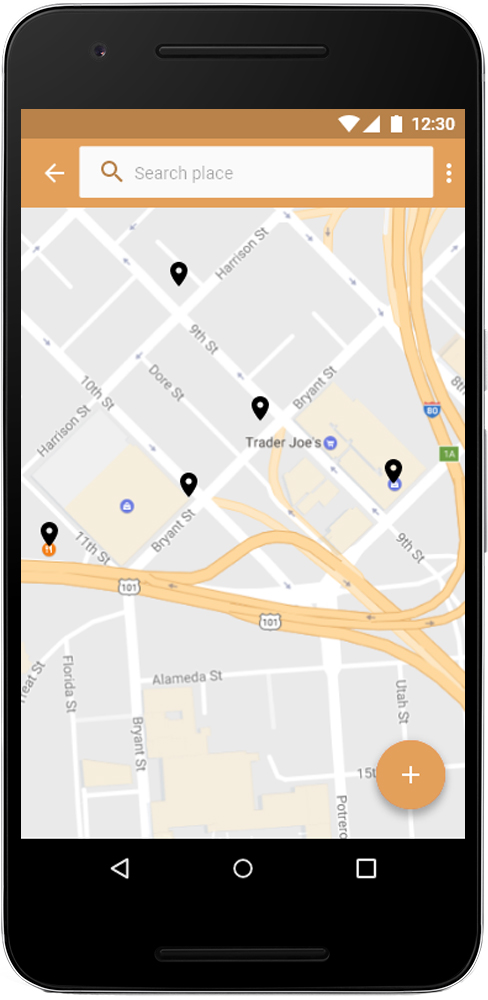 12:30
Search place
Harrison St
9th St
10th St
Dore St
Bryant St
8th
80
Harrison St
Trader Joe's
1A
11th St
Bryant St
9th St
101
101
reat St
Florida St
Alameda St
Utah St
Bryant St
15t
Potrero